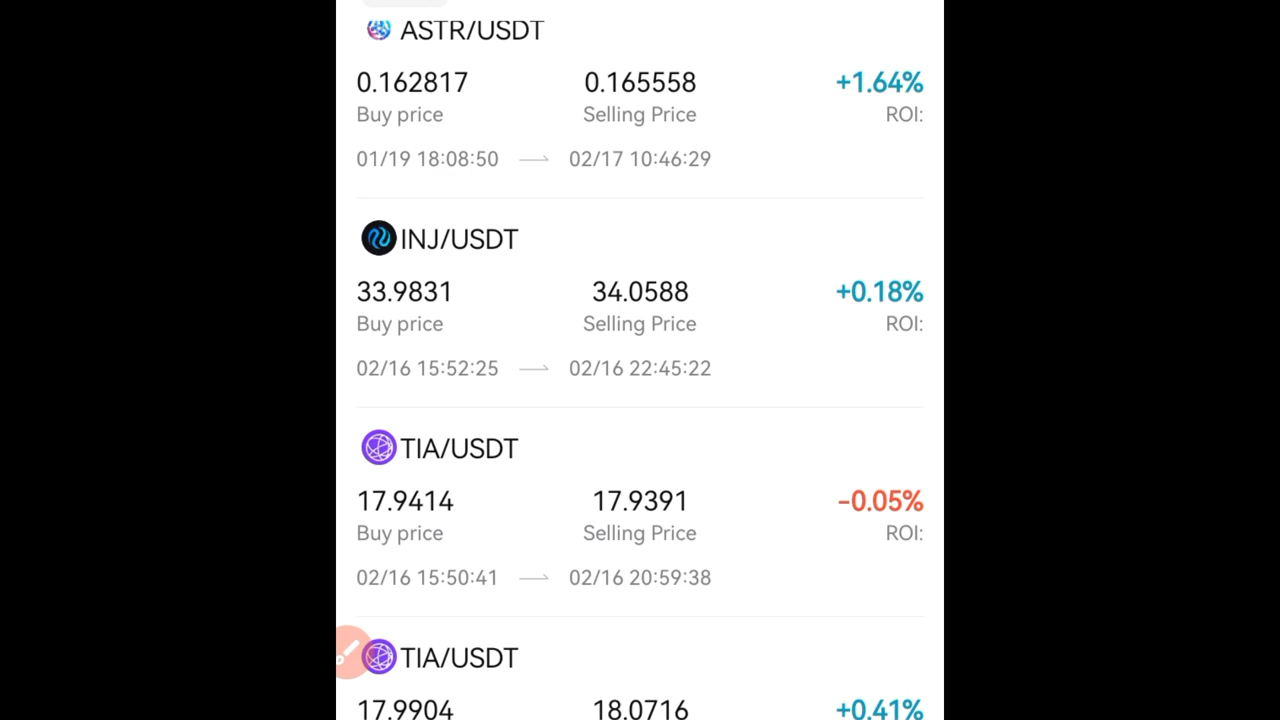 ASTR/USDT
0.162817 0.165558 +1.64%
Buy price Selling Price ROI:
01/19 18:08:50 02/17 10:46:29
INJ/USDT
33.9831 34.0588 +0.18%
Buy price Selling Price ROI:
02/16 15:52:25 02/16 22:45:22
TIA/USDT
17.9414 17.9391 -0.05%
Buy price Selling Price ROI:
02/16 15:50:41 02/16 20:59:38
TIA/USDT
17.9904 18.0716 +0.41%